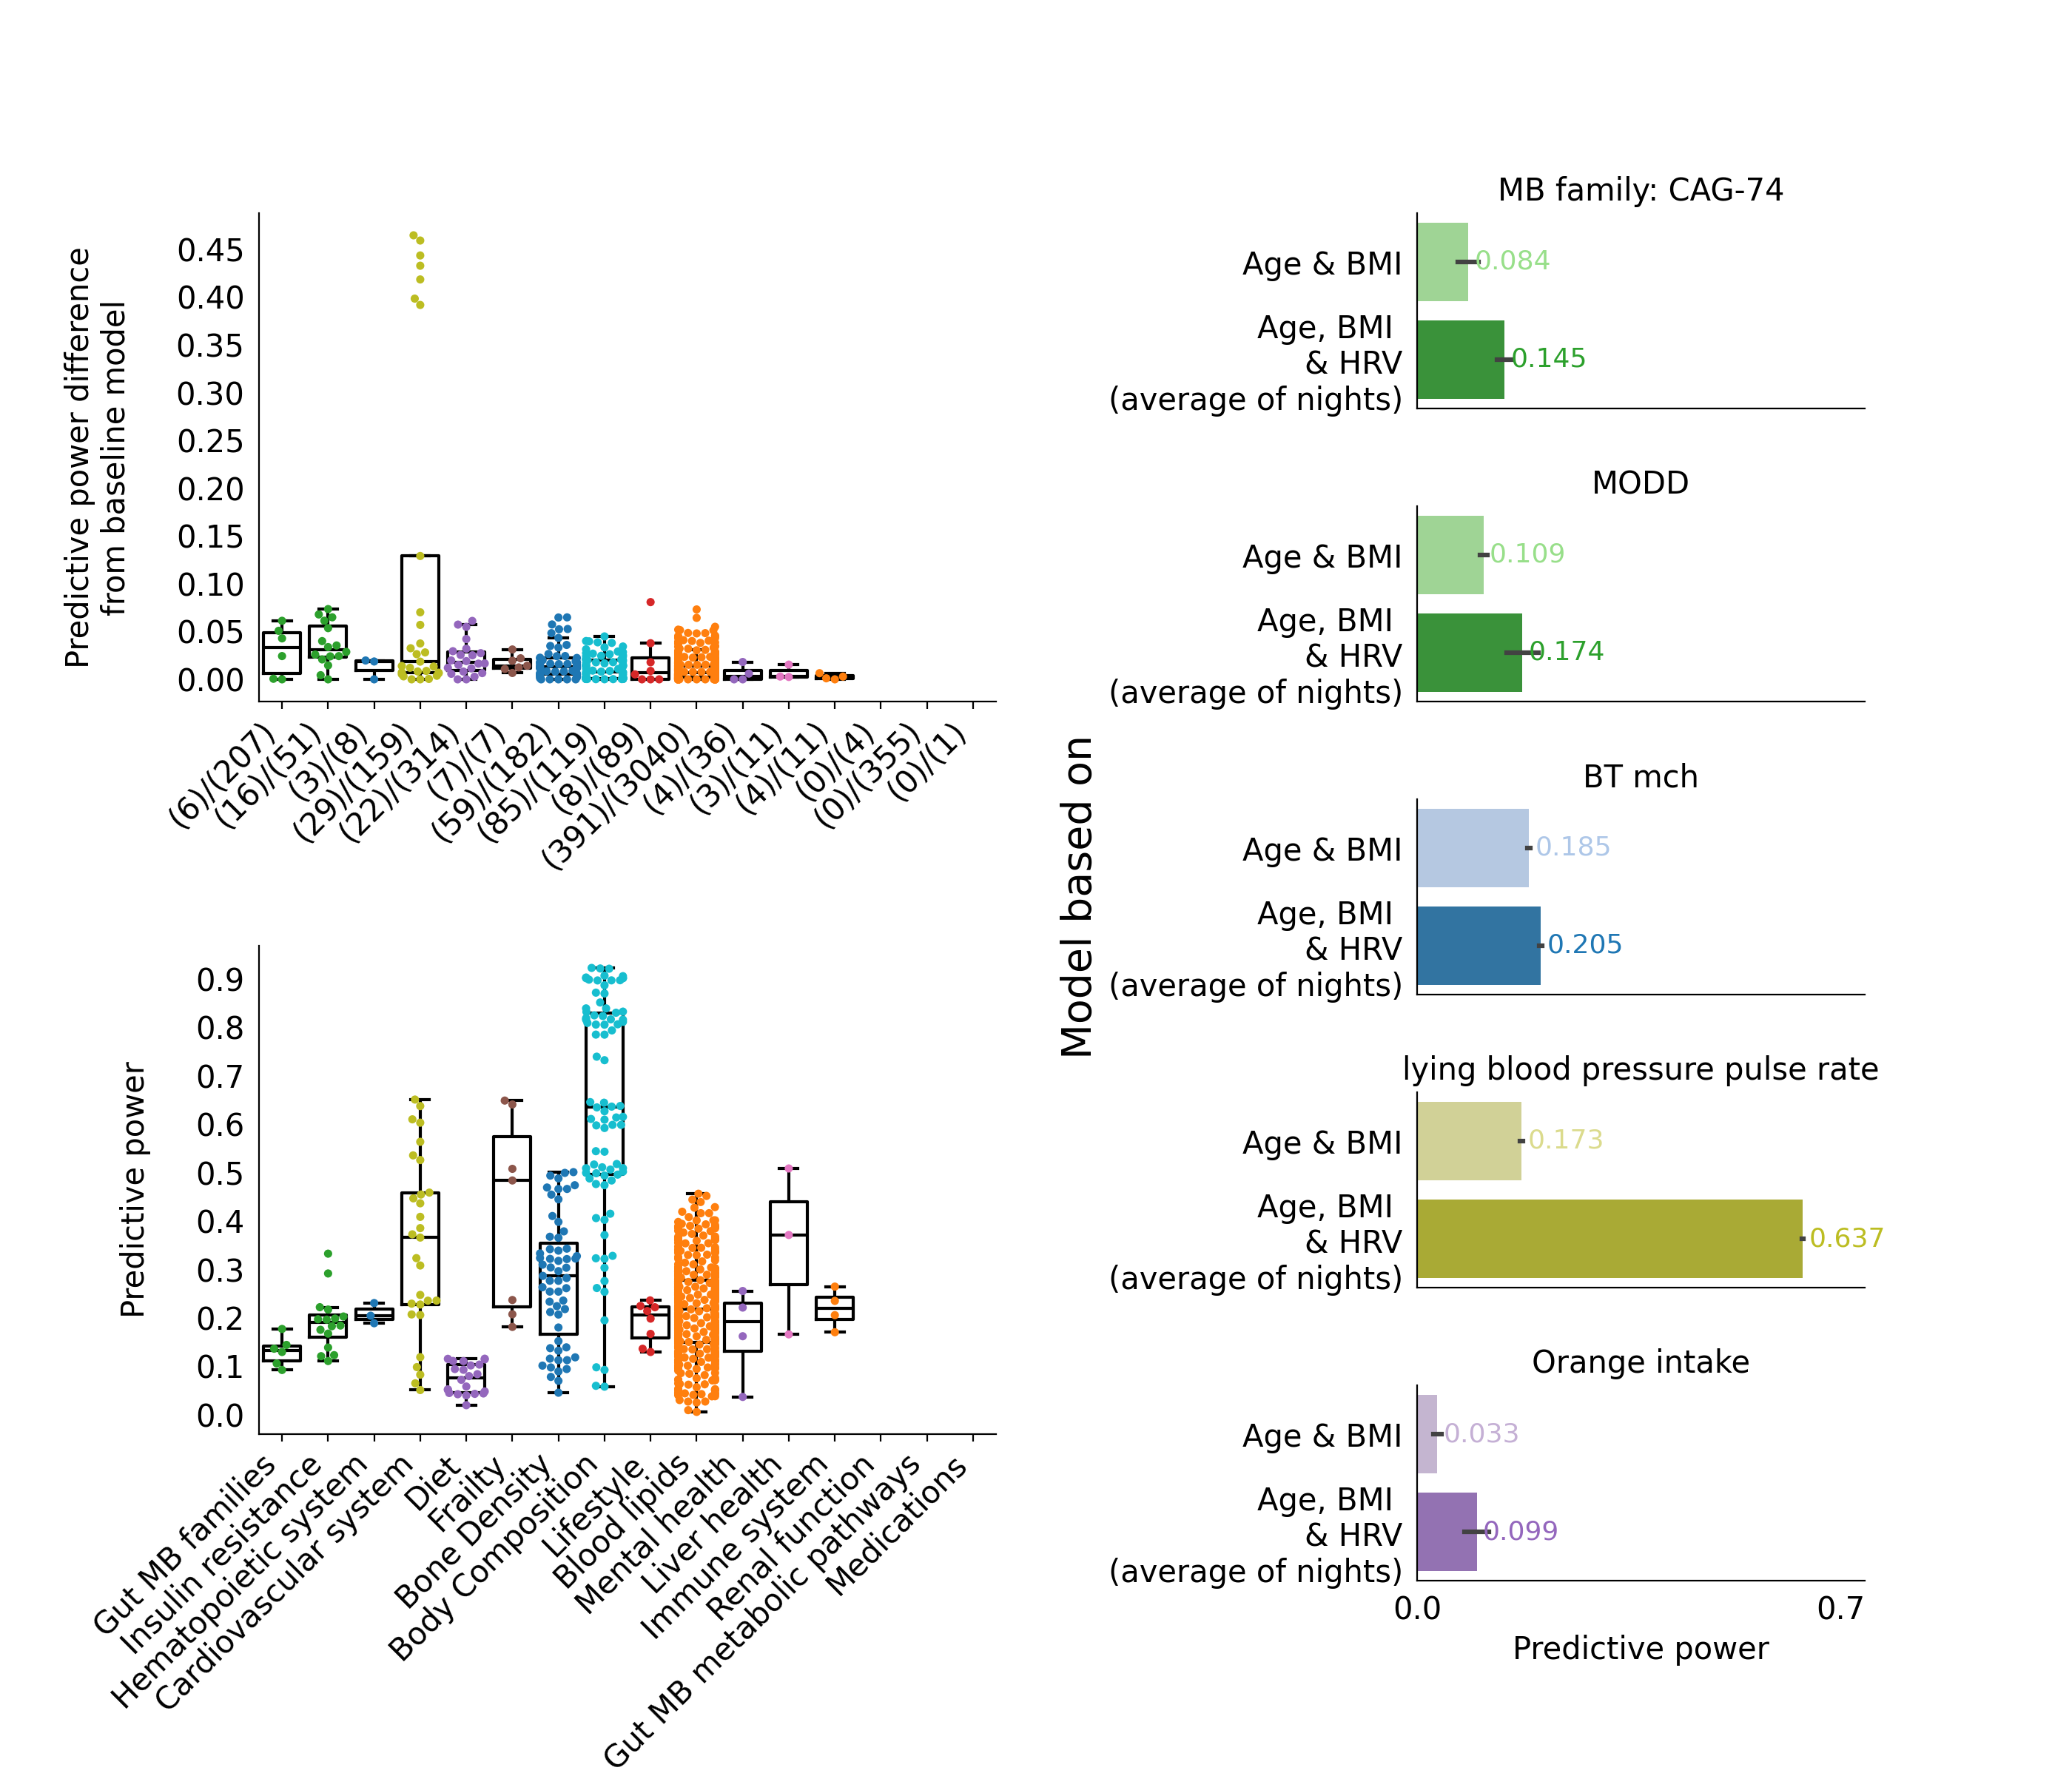 Predictive power difference
from baseline model
0.45
0.40
0.35
0.30
0.25
0.20
0.15
0.10
0.05
0.00
(6)/(207)
(16)/(51)
(3)/(8)
(29)/(159)
(22)/(314)
(7)/(7)
(59)/(182)
(85)/(119)
(8)/(89)
(391)/(3040)
(4)/(36)
(3)/(11)
(4)/(11)
(0)/(4)
(0)/(355)
(0)/(1)
Predictive power
0.9
0.8
0.7
0.6
0.5
0.4
0.3
0.2
0.1
0.0
Gut MB families
Insulin resistance
Hematopoietic system
Cardiovascular system
Diet
Frailty
Bone Density
Body Composition
Lifestyle
Blood lipids
Mental health
Liver health
Immune system
Renal function
Gut MB metabolic pathways
Medications
Model based on
MB family: CAG-74
Age & BMI
0.084
Age, BMI
& HRV
(average of nights)
0.145
MODD
Age & BMI
0.109
Age, BMI
& HRV
(average of nights)
0.174
BT mch
Age & BMI
0.185
Age, BMI
& HRV
(average of nights)
0.205
lying blood pressure pulse rate
Age & BMI
0.173
Age, BMI
& HRV
(average of nights)
0.637
Orange intake
Age & BMI
0.033
Age, BMI
& HRV
(average of nights)
0.099
0.0
0.7
Predictive power